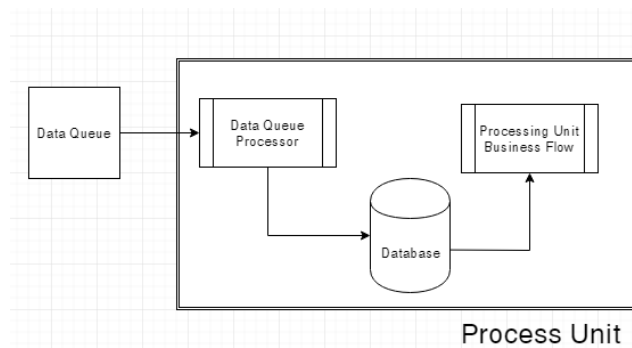 Data Queue
Data Queue
Processor
Processing Unit
Business Flow
Database
Process Unit